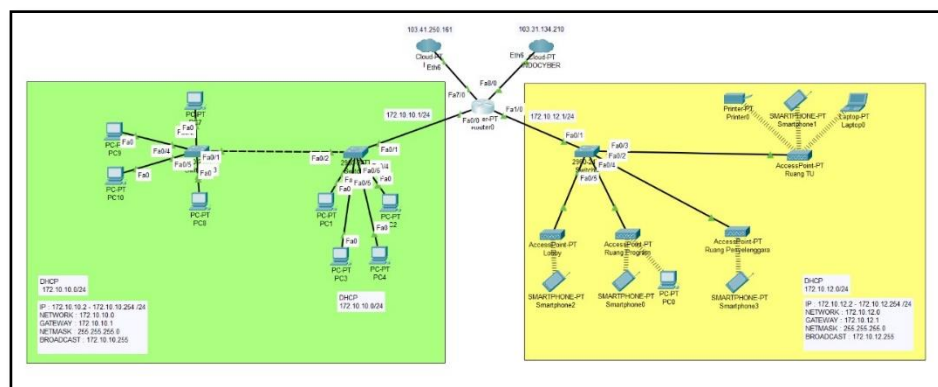 103.41.250.161
103.31.134.210
Cloud-PT
Eth6
Eth6
Cloud-PT
Fa7/0
Fa8/0
172.10.10.1/24
Fa0/0
Fa1/0
172.10.12.1/24
PC-PT
Fa0
PC-PT
PC9
Fa0
Fa0/4
Fa0/1
Fa0/5
PC-PT
PC10
Fa0
Fa0
PC-PT
PC8
Fa0/2
Fa0/1
Fa0/6
Fa0
Fa0
PC-PT
PC1
PC-PT
Fa0
Fa0
PC-PT
PC3
PC-PT
PC4
Fa0/1
Fa0/3
Fa0/2
Fa0/4
Fa0/5
Printer-PT
Printer0
SMARTPHONE-PT
Smartphone1
Laptop-PT
Laptop0
AccessPoint-PT
Ruang TU
AccessPoint-PT
Lobby
AccessPoint-PT
Ruang Program
AccessPoint-PT
Ruang Penyelenggara
SMARTPHONE-PT
Smartphone2
SMARTPHONE-PT
Smartphone0
PC-PT
PC0
SMARTPHONE-PT
Smartphone3
DHCP
172.10.10.0/24
IP : 172.10.10.2 - 172.10.10.254 /24
NETWORK : 172.10.10.0
GATEWAY : 172.10.10.1
NETMASK : 255.255.255.0
BROADCAST : 172.10.10.255
DHCP
172.10.10.0/24
DHCP
172.10.12.0/24
IP : 172.10.12.2 - 172.10.12.254 /24
NETWORK : 172.10.12.0
GATEWAY : 172.10.12.1
NETMASK : 255.255.255.0
BROADCAST : 172.10.12.255